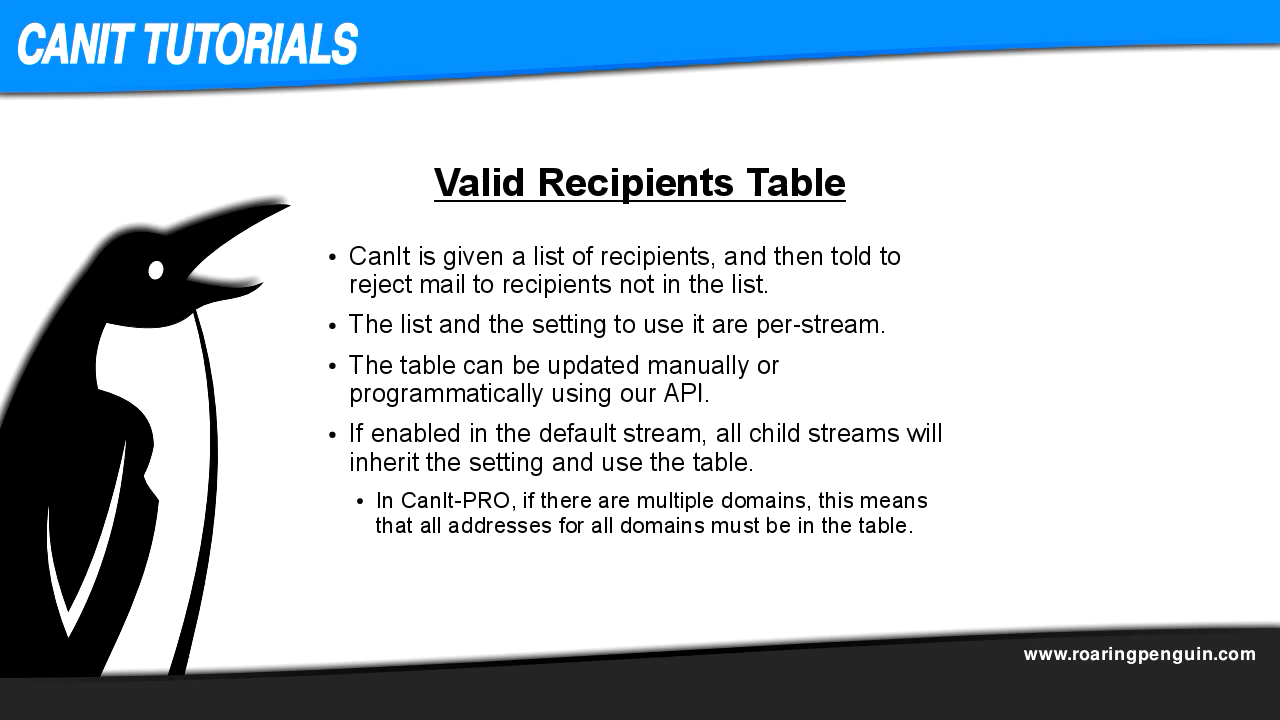 CANIT TUTORIALS
Valid Recipients Table
• CanIt is given a list of recipients, and then told to
reject mail to recipients not in the list.
• The list and the setting to use it are per-stream.
• The table can be updated manually or
programmatically using our API.
• If enabled in the default stream, all child streams will
inherit the setting and use the table.
• In CanIt-PRO, if there are multiple domains, this means
that all addresses for all domains must be in the table.
www.roaringpenguin.com